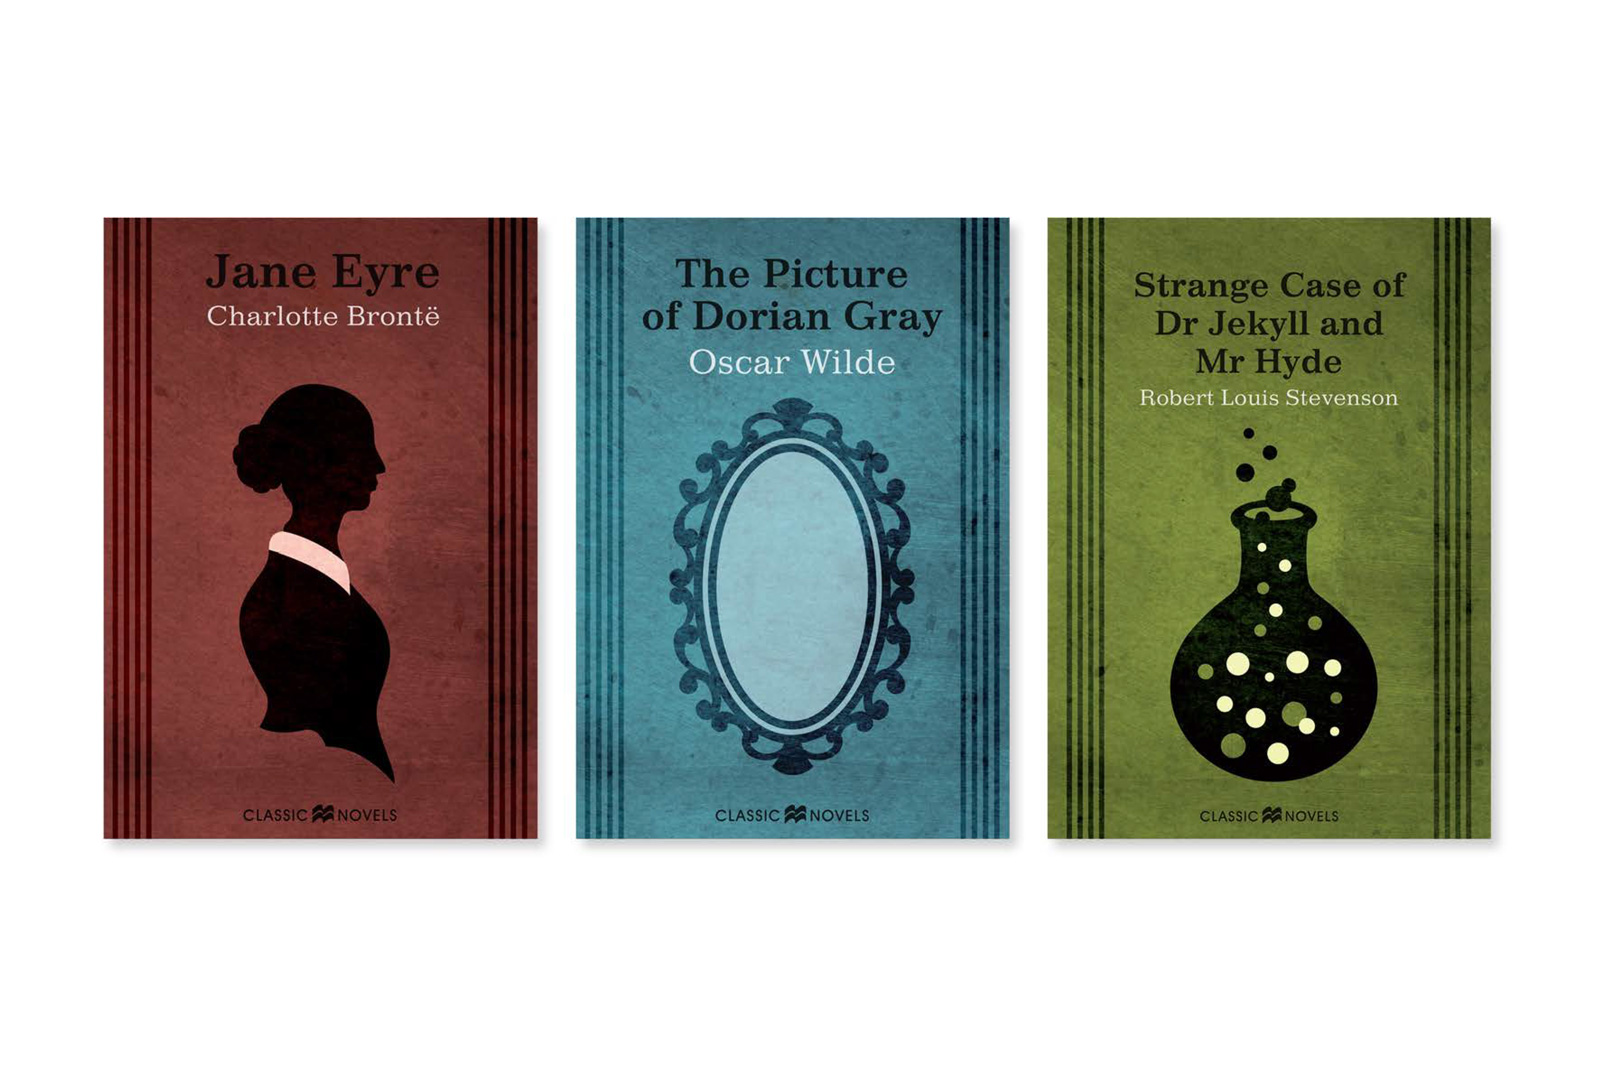 Jane Eyre
Charlotte Brontë
CLASSIC NOVELS
The Picture
of Dorian Gray
Oscar Wilde
CLASSIC NOVELS
Strange Case of
Dr Jekyll and
Mr Hyde
Robert Louis Stevenson
CLASSIC NOVELS